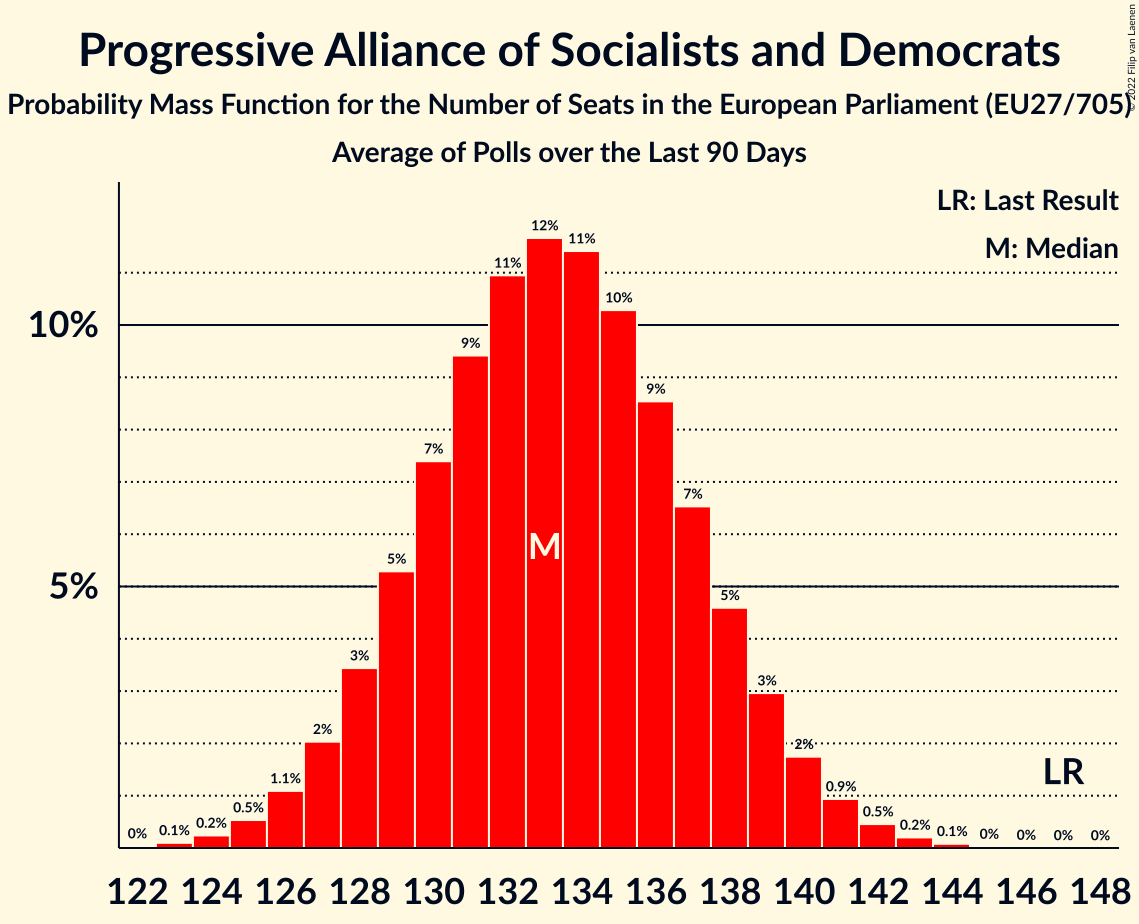 Progressive Alliance of Socialists and Democrats
Probability Mass Function for the Number of Seats in the European Parliament (EU27/705)
Average of Polls over the Last 90 Days
© 2022 Filip van Laenen
LR: Last Result
M: Median
10%
5%
0% 0.1% 0.2% 0.5% 1.1% 2% 3% 5% 7% 9% 11% 12% 11% 10% 9% 7% 5% 3% 2% 0.9% 0.5% 0.2% 0.1% 0% 0% 0% 0%
M
LR
122 124 126 128 130 132 134 136 138 140 142 144 146 148